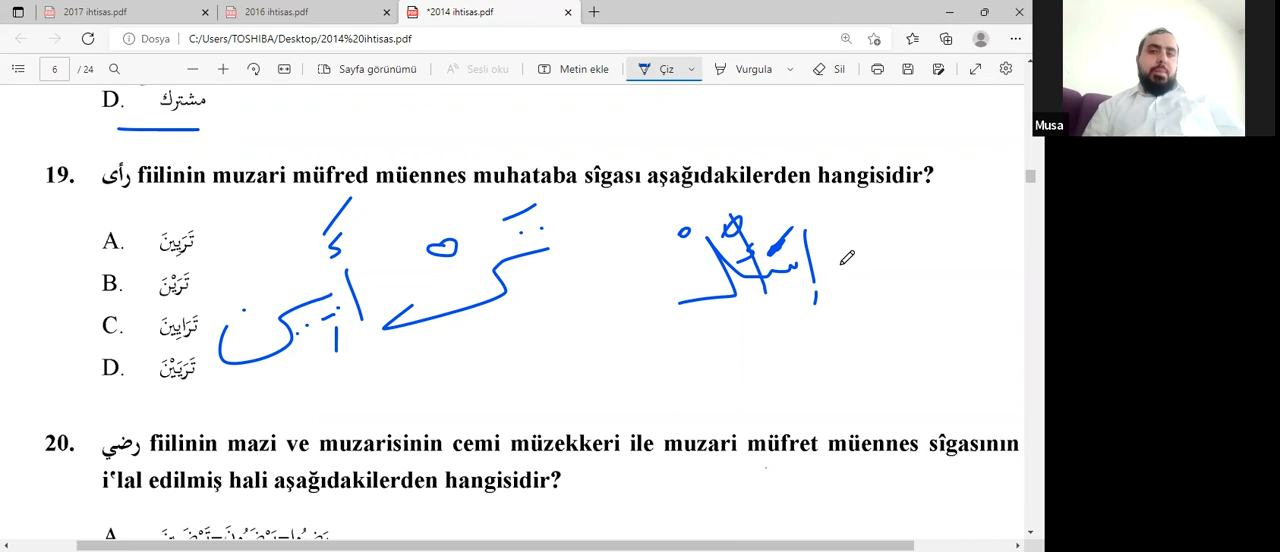 2017 ihtisas.pdf
2016 ihtisas.pdf
*2014 ihtisas.pdf
Dosya
C:/Users/TOSHIBA/Desktop/2014%20ihtisas.pdf
6 / 24
Sayfa görünümü
Sesli oku
Metin ekle
Çiz
Vurgula
Sil
Musa
D. مشترك
19. رأى fiilinin muzari müfred müennes muhataba sîgası aşağıdakilerden hangisidir?
A. تَرَيِينَ
B. تَرَيْنَ
C. تَرَايِينَ
D. تَرَيَيْنَ
20. رضي fiilinin mazi ve muzarisinin cemi müzekkeri ile muzari müfret müennes sîgasının
i‘lal edilmiş hali aşağıdakilerden hangisidir?
A.